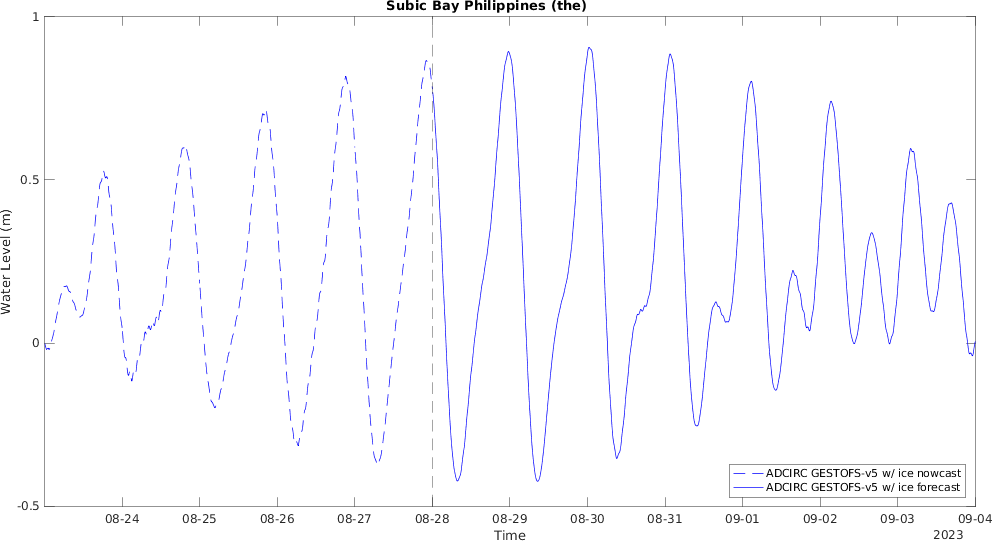 Subic Bay Philippines (the)
1
0.5
0
-0.5
Water Level (m)
ADCIRC GESTOFS-v5 w/ ice nowcast
ADCIRC GESTOFS-v5 w/ ice forecast
08-24 08-25 08-26 08-27 08-28 08-29 08-30 08-31 09-01 09-02 09-03 09-04
Time
2023